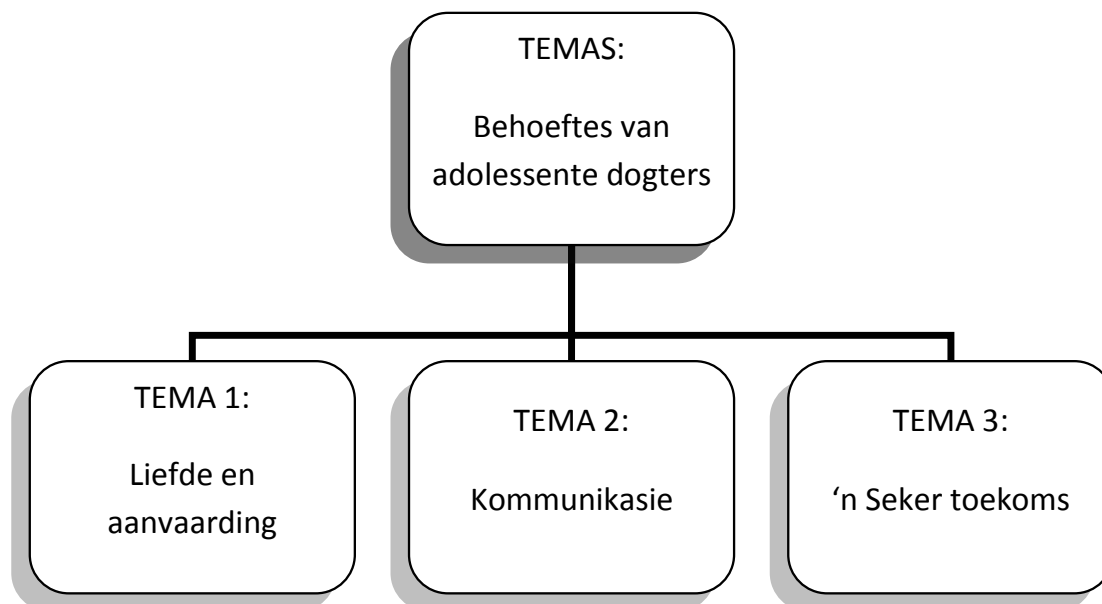 TEMAS:
Behoeftes van
adolessente dogters
TEMA 1:
Liefde en
aanvaarding
TEMA 2:
Kommunikasie
TEMA 3:
‘n Seker toekoms